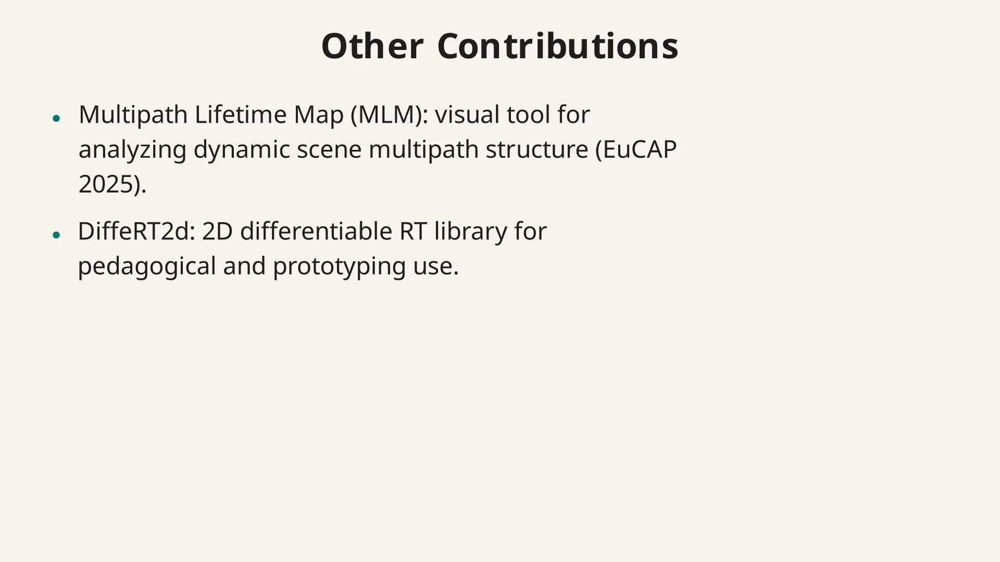 Other Contributions
• Multipath Lifetime Map (MLM): visual tool for
analyzing dynamic scene multipath structure (EuCAP
2025).
• DiffeRT2d: 2D differentiable RT library for
pedagogical and prototyping use.